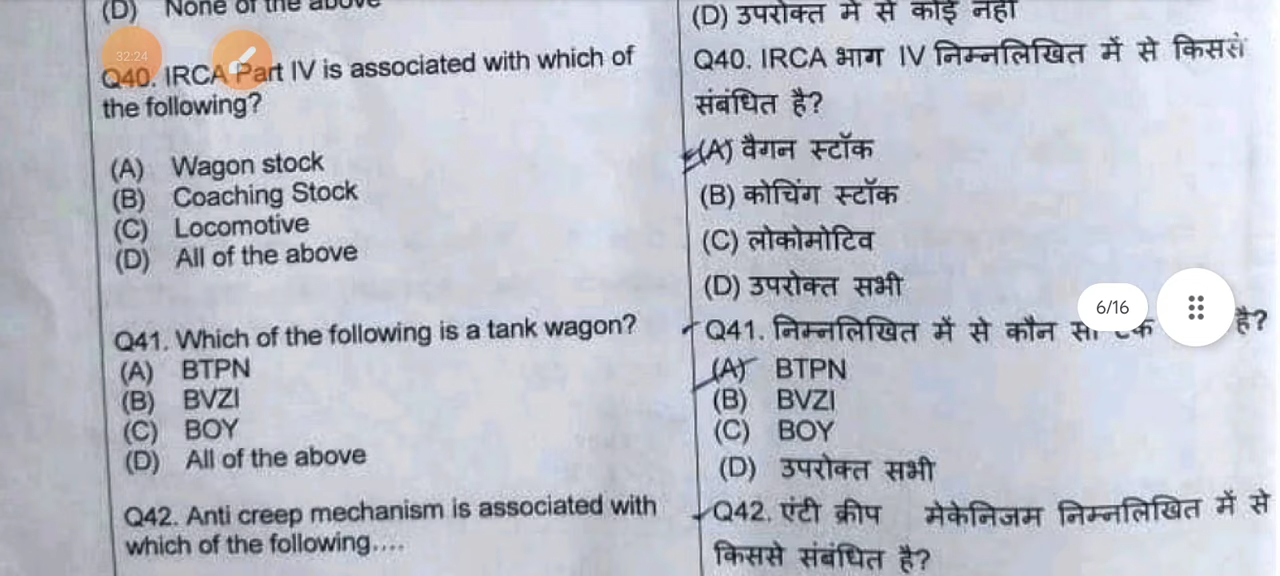 (D) None of the above
32:24
Q40. IRCA Part IV is associated with which of
the following?
(A) Wagon stock
(B) Coaching Stock
(C) Locomotive
(D) All of the above
Q41. Which of the following is a tank wagon?
(A) BTPN
(B) BVZI
(C) BOY
(D) All of the above
Q42. Anti creep mechanism is associated with
which of the following....
(D) उपरोक्त में से कोई नहीं
Q40. IRCA भाग IV निम्नलिखित में से किससे
संबंधित है?
(A) वैगन स्टॉक
(B) कोचिंग स्टॉक
(C) लोकोमोटिव
(D) उपरोक्त सभी
6/16
Q41. निम्नलिखित में से कौन सा है?
(A) BTPN
(B) BVZI
(C) BOY
(D) उपरोक्त सभी
Q42. एंटी क्रीप मेकेनिजम निम्नलिखित में से
किससे संबंधित है?